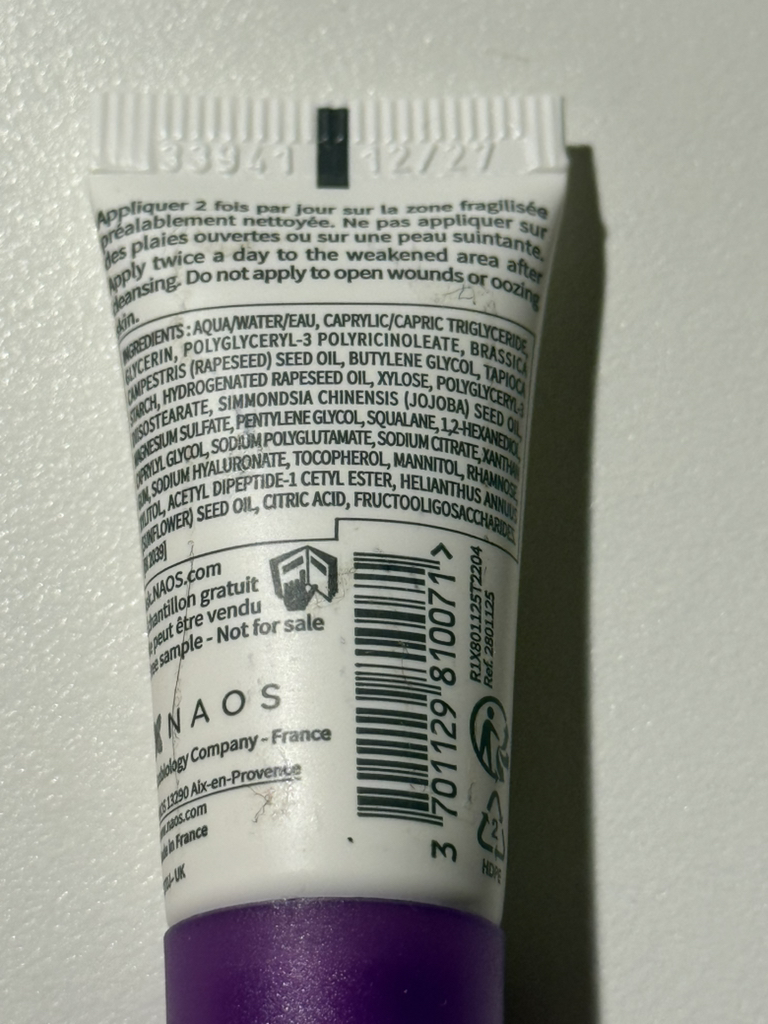 33941 12/27
Appliquer 2 fois par jour sur la zone fragilisée
préalablement nettoyée. Ne pas appliquer sur
des plaies ouvertes ou sur une peau suintante.
Apply twice a day to the weakened area after
cleansing. Do not apply to open wounds or oozing
skin.
INGREDIENTS : AQUA/WATER/EAU, CAPRYLIC/CAPRIC TRIGLYCERIDE,
GLYCERIN, POLYGLYCERYL-3 POLYRICINOLEATE, BRASSICA
CAMPESTRIS (RAPESEED) SEED OIL, BUTYLENE GLYCOL, TAPIOCA
STARCH, HYDROGENATED RAPESEED OIL, XYLOSE, POLYGLYCERYL-3
DIISOSTEARATE, SIMMONDSIA CHINENSIS (JOJOBA) SEED OIL,
MAGNESIUM SULFATE, PENTYLENE GLYCOL, SQUALANE, 1,2-HEXANEDIOL,
CAPRYLYL GLYCOL, SODIUM POLYGLUTAMATE, SODIUM CITRATE, XANTHAN
GUM, SODIUM HYALURONATE, TOCOPHEROL, MANNITOL, RHAMNOSE,
XYLITOL, ACETYL DIPEPTIDE-1 CETYL ESTER, HELIANTHUS ANNUUS
(SUNFLOWER) SEED OIL, CITRIC ACID, FRUCTOOLIGOSACCHARIDES.
2039]
.NAOS.com
Échantillon gratuit
peut être vendu
sample - Not for sale
NAOS
Company - France
13290 Aix-en-Provence
www.naos.com
Made in France
-UK
3 701129 810071 >
R1X801125T2204
Ref. 2801125
2
HDPE